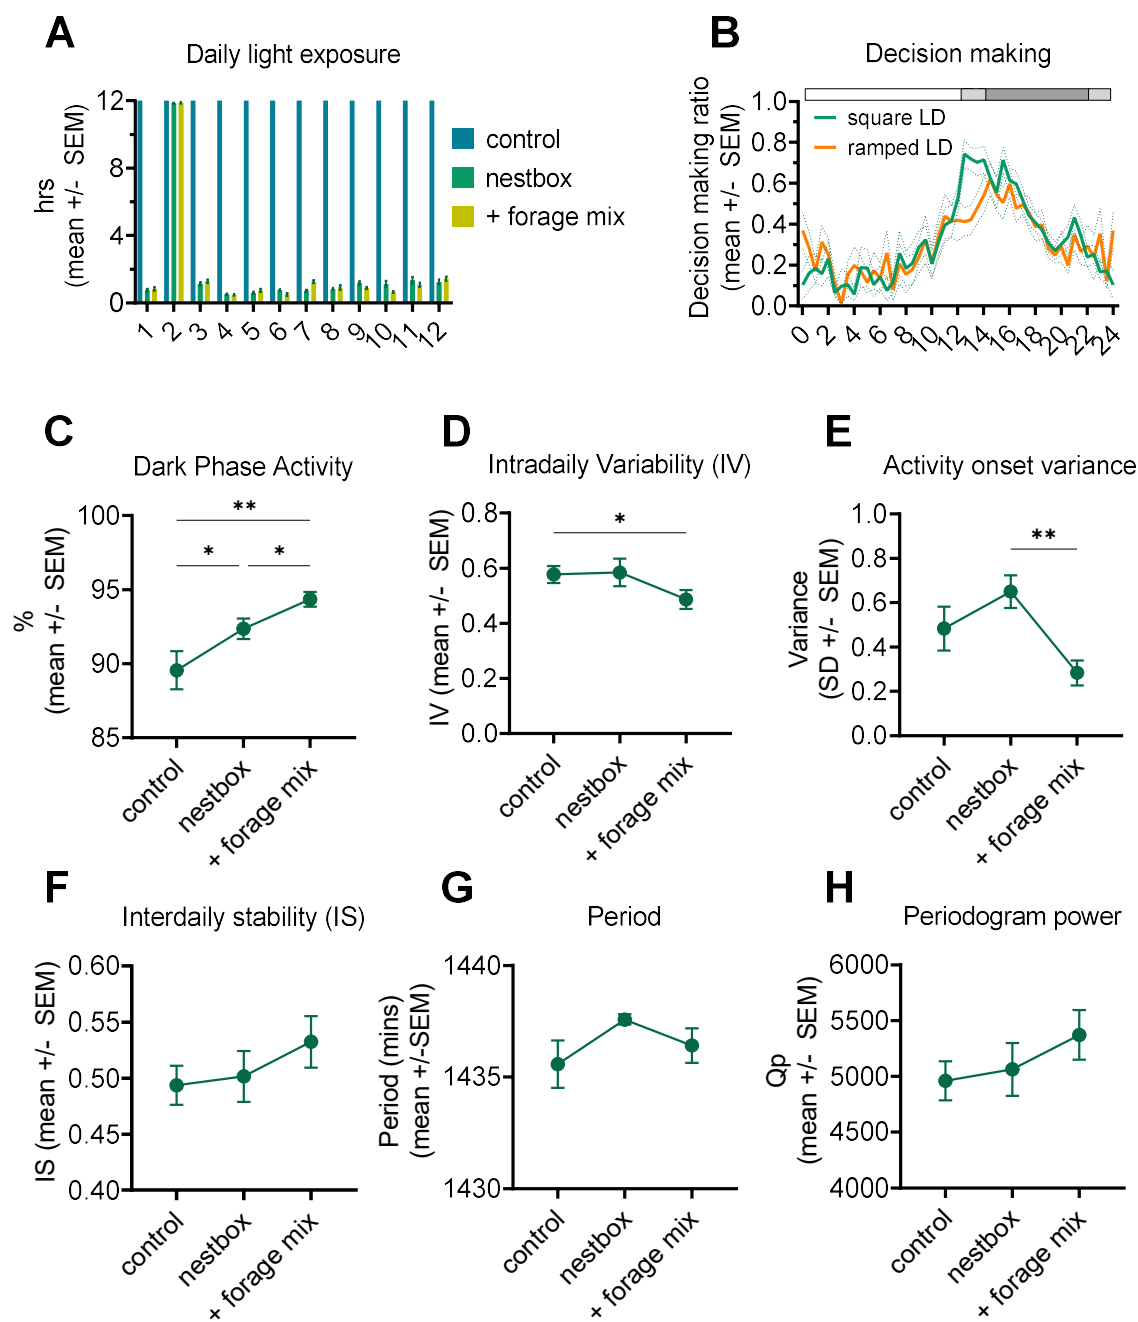 A
Daily light exposure
hrs
(mean +/- SEM)
12
8
4
0
1 2 3 4 5 6 7 8 9 10 11 12
control
nestbox
+ forage mix
B
Decision making
Decision making ratio
(mean +/- SEM)
1.0
0.8
0.6
0.4
0.2
0.0
square LD
ramped LD
0 2 4 6 8 10 12 14 16 18 20 22 24
C
Dark Phase Activity
%
(mean +/- SEM)
100
95
90
85
**
* *
control
nestbox
+ forage mix
D
Intradaily Variability (IV)
IV (mean +/- SEM)
0.8
0.6
0.4
0.2
0.0
*
control
nestbox
+ forage mix
E
Activity onset variance
Variance
(SD +/- SEM)
1.0
0.8
0.6
0.4
0.2
0.0
**
control
nestbox
+ forage mix
F
Interdaily stability (IS)
IS (mean +/- SEM)
0.60
0.55
0.50
0.45
0.40
control
nestbox
+ forage mix
G
Period
Period (mins)
(mean +/-SEM)
1440
1435
1430
control
nestbox
+ forage mix
H
Periodogram power
Qp
(mean +/- SEM)
6000
5500
5000
4500
4000
control
nestbox
+ forage mix